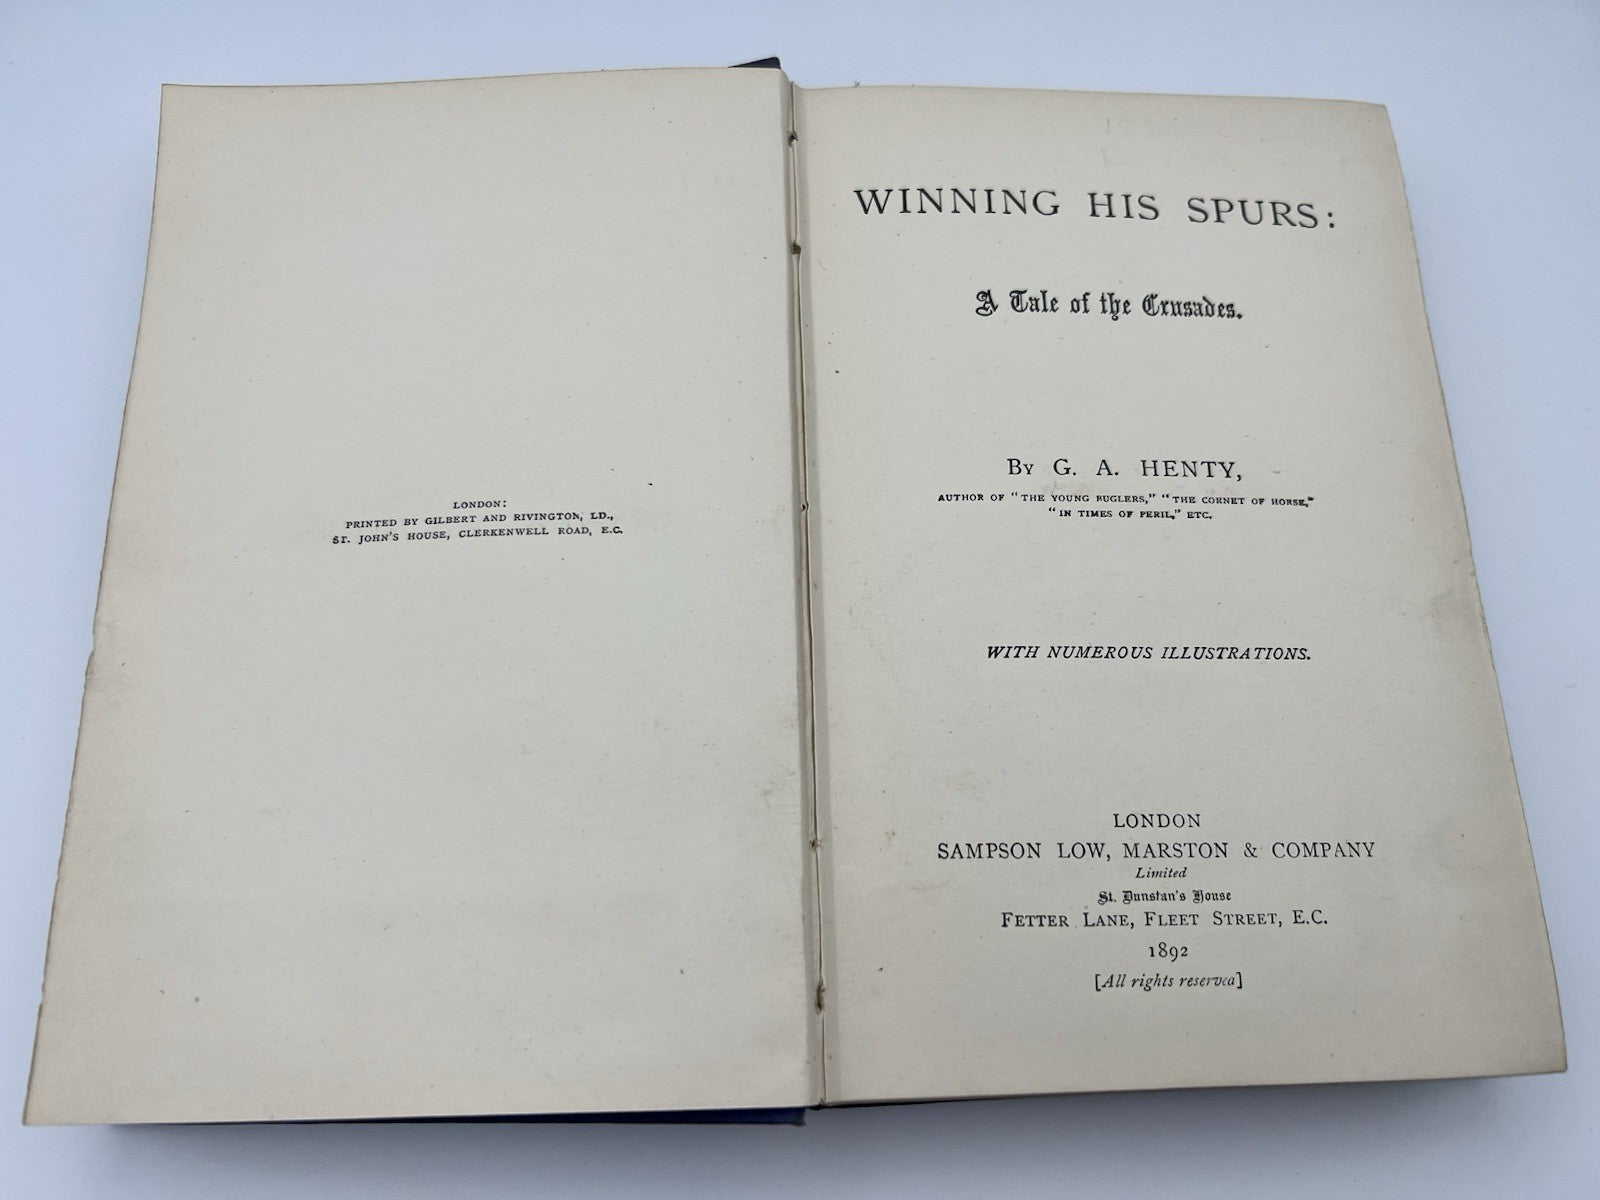 LONDON:
PRINTED BY GILBERT AND RIVINGTON, LD.,
ST. JOHN'S HOUSE, CLERKENWELL ROAD, E.C.
WINNING HIS SPURS:
A Tale of the Crusades.
BY G. A. HENTY,
AUTHOR OF "THE YOUNG BUGLERS," "THE CORNET OF HORSE,"
"IN TIMES OF PERIL," ETC.
WITH NUMEROUS ILLUSTRATIONS.
LONDON
SAMPSON LOW, MARSTON & COMPANY
Limited
St. Dunstan's House
FETTER LANE, FLEET STREET, E.C.
1892
[All rights reserved]